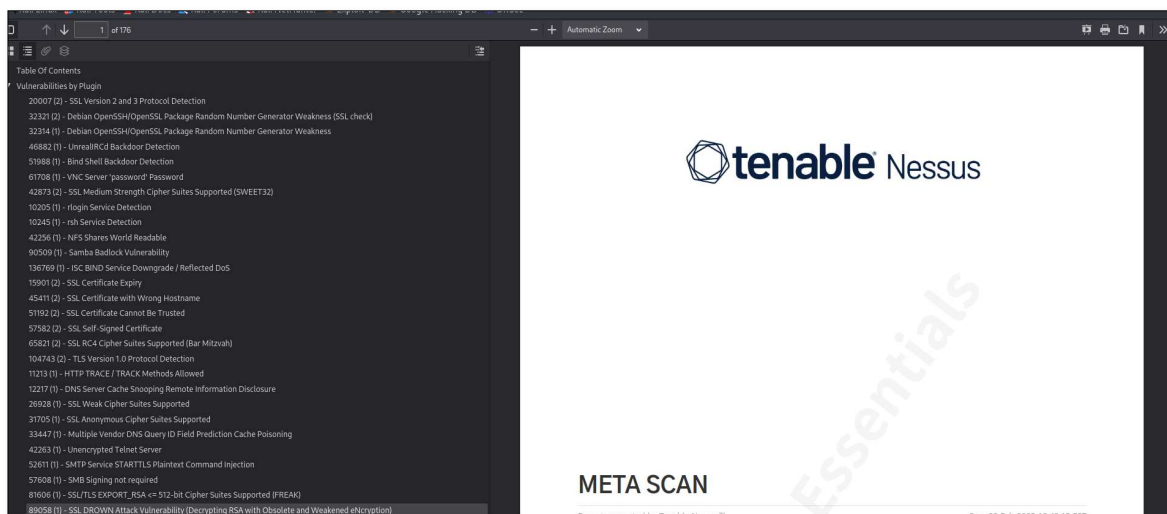 1 of 176
Automatic Zoom
Table Of Contents
Vulnerabilities by Plugin
20007 (2) - SSL Version 2 and 3 Protocol Detection
32321 (2) - Debian OpenSSH/OpenSSL Package Random Number Generator Weakness (SSL check)
32314 (1) - Debian OpenSSH/OpenSSL Package Random Number Generator Weakness
46882 (1) - UnrealIRCd Backdoor Detection
51988 (1) - Bind Shell Backdoor Detection
61708 (1) - VNC Server 'password' Password
42873 (2) - SSL Medium Strength Cipher Suites Supported (SWEET32)
10205 (1) - rlogin Service Detection
10245 (1) - rsh Service Detection
42256 (1) - NFS Shares World Readable
90509 (1) - Samba Badlock Vulnerability
136769 (1) - ISC BIND Service Downgrade / Reflected DoS
15901 (2) - SSL Certificate Expiry
45411 (2) - SSL Certificate with Wrong Hostname
51192 (2) - SSL Certificate Cannot Be Trusted
57582 (2) - SSL Self-Signed Certificate
65821 (2) - SSL RC4 Cipher Suites Supported (Bar Mitzvah)
104743 (2) - TLS Version 1.0 Protocol Detection
11213 (1) - HTTP TRACE / TRACK Methods Allowed
12217 (1) - DNS Server Cache Snooping Remote Information Disclosure
26928 (1) - SSL Weak Cipher Suites Supported
31705 (1) - SSL Anonymous Cipher Suites Supported
33447 (1) - Multiple Vendor DNS Query ID Field Prediction Cache Poisoning
42263 (1) - Unencrypted Telnet Server
52611 (1) - SMTP Service STARTTLS Plaintext Command Injection
57608 (1) - SMB Signing not required
81606 (1) - SSL/TLS EXPORT_RSA <= 512-bit Cipher Suites Supported (FREAK)
89058 (1) - SSL DROWN Attack Vulnerability (Decrypting RSA with Obsolete and Weakened eNcryption)
tenable Nessus
Essentials
META SCAN